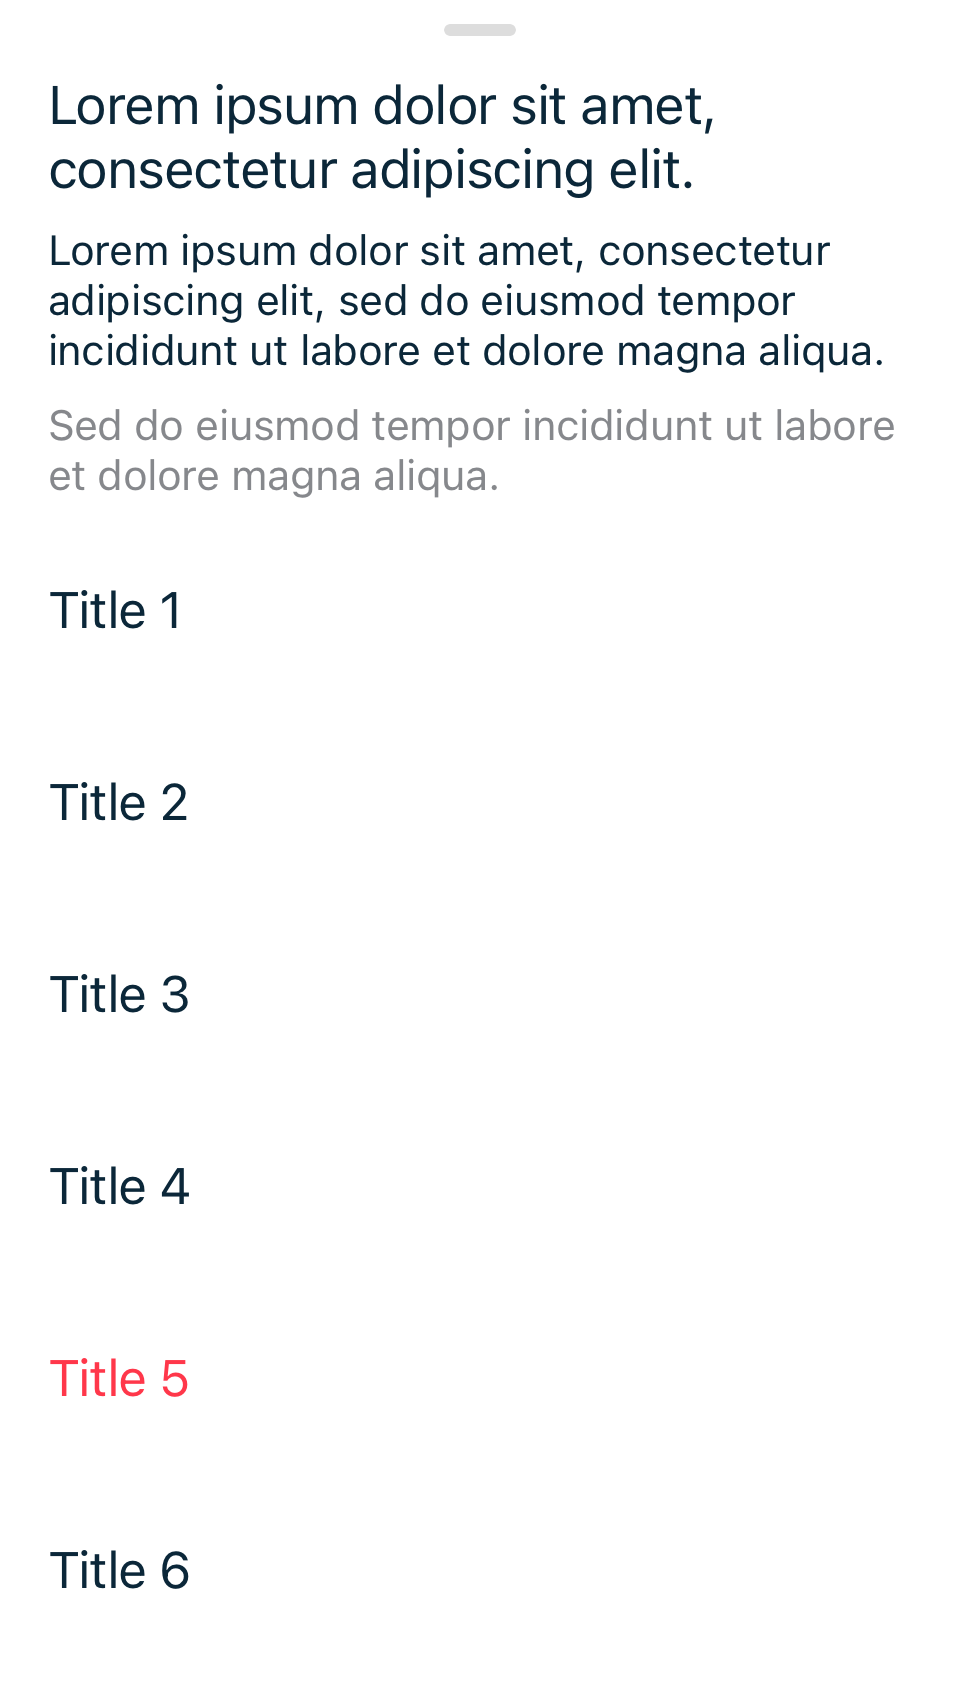 Lorem ipsum dolor sit amet,
consectetur adipiscing elit.
Lorem ipsum dolor sit amet, consectetur
adipiscing elit, sed do eiusmod tempor
incididunt ut labore et dolore magna aliqua.
Sed do eiusmod tempor incididunt ut labore
et dolore magna aliqua.
Title 1
Title 2
Title 3
Title 4
Title 5
Title 6